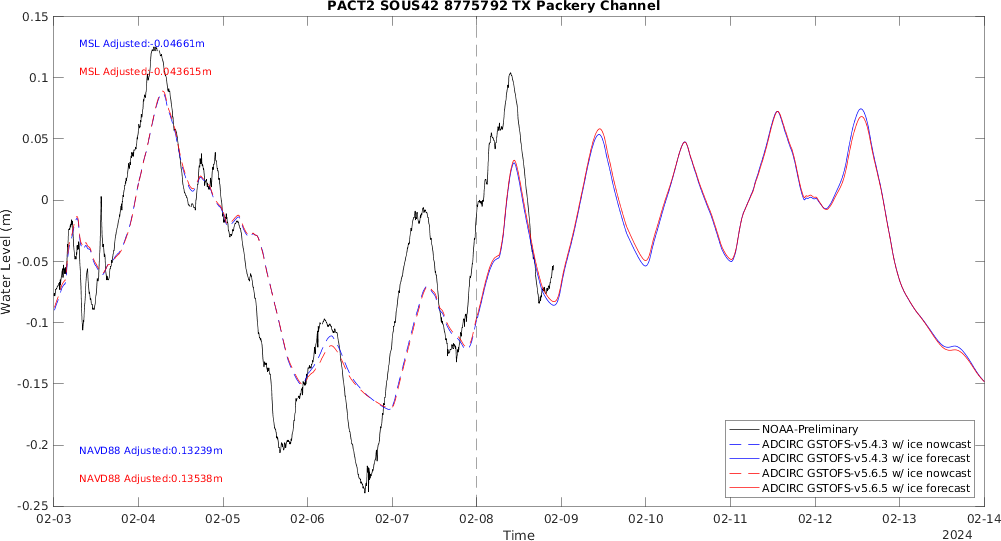 PACT2 SOUS42 8775792 TX Packery Channel
0.15
0.1
0.05
0
-0.05
-0.1
-0.15
-0.2
-0.25
Water Level (m)
MSL Adjusted:-0.04661m
MSL Adjusted:-0.043615m
NAVD88 Adjusted:0.13239m
NAVD88 Adjusted:0.13538m
NOAA-Preliminary
ADCIRC GSTOFS-v5.4.3 w/ ice nowcast
ADCIRC GSTOFS-v5.4.3 w/ ice forecast
ADCIRC GSTOFS-v5.6.5 w/ ice nowcast
ADCIRC GSTOFS-v5.6.5 w/ ice forecast
02-03 02-04 02-05 02-06 02-07 02-08 02-09 02-10 02-11 02-12 02-13 02-14
Time
2024